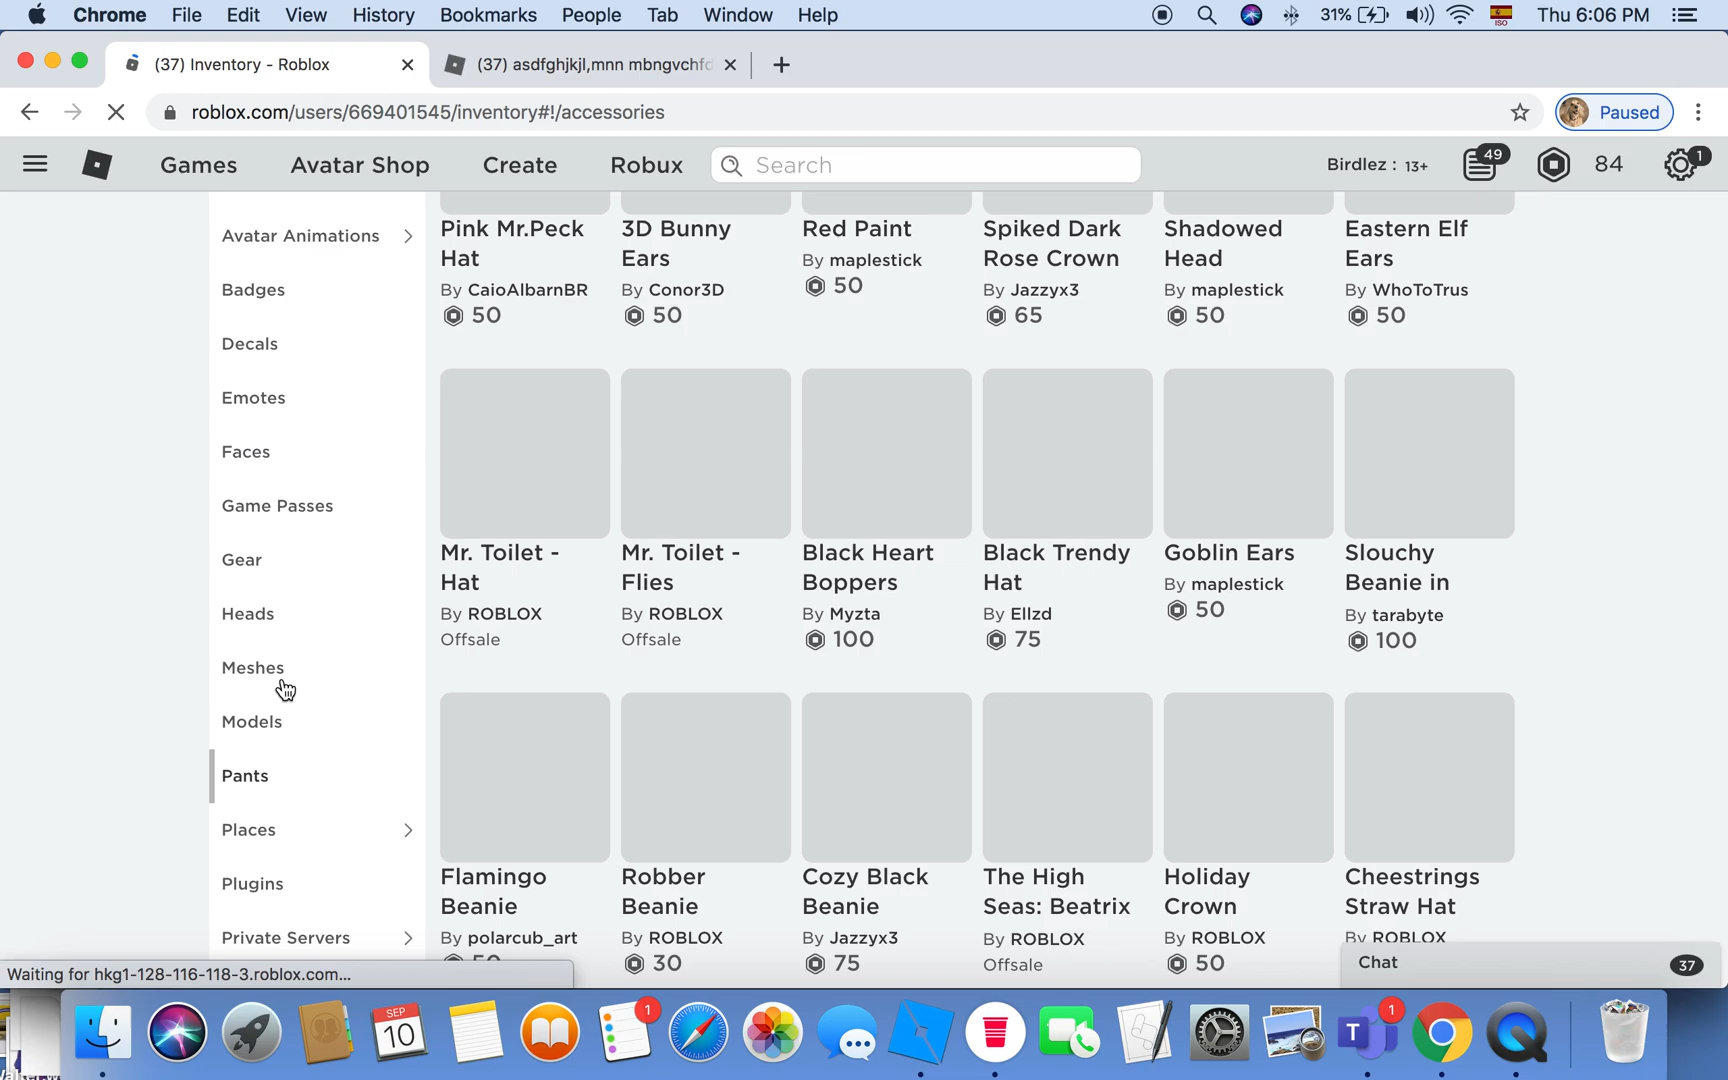 Chrome File Edit View History Bookmarks People Tab Window Help 31% ISO Thu 6:06 PM
(37) Inventory - Roblox (37) asdfghjkjl,mnn mbngvchfc
roblox.com/users/669401545/inventory#!/accessories Paused
Games Avatar Shop Create Robux Search Birdlez : 13+ 49 84 1
Avatar Animations
Badges
Decals
Emotes
Faces
Game Passes
Gear
Heads
Meshes
Models
Pants
Places
Plugins
Private Servers
Pink Mr.Peck Hat
By CaioAlbarnBR
50
3D Bunny Ears
By Conor3D
50
Red Paint
By maplestick
50
Spiked Dark Rose Crown
By Jazzyx3
65
Shadowed Head
By maplestick
50
Eastern Elf Ears
By WhoToTrus
50
Mr. Toilet - Hat
By ROBLOX
Offsale
Mr. Toilet - Flies
By ROBLOX
Offsale
Black Heart Boppers
By Myzta
100
Black Trendy Hat
By Ellzd
75
Goblin Ears
By maplestick
50
Slouchy Beanie in
By tarabyte
100
Flamingo Beanie
By polarcub_art
50
Robber Beanie
By ROBLOX
30
Cozy Black Beanie
By Jazzyx3
75
The High Seas: Beatrix
By ROBLOX
Offsale
Holiday Crown
By ROBLOX
50
Cheestrings Straw Hat
By ROBLOX
Chat 37
Waiting for hkg1-128-116-118-3.roblox.com...
SEP
10
1
T
1